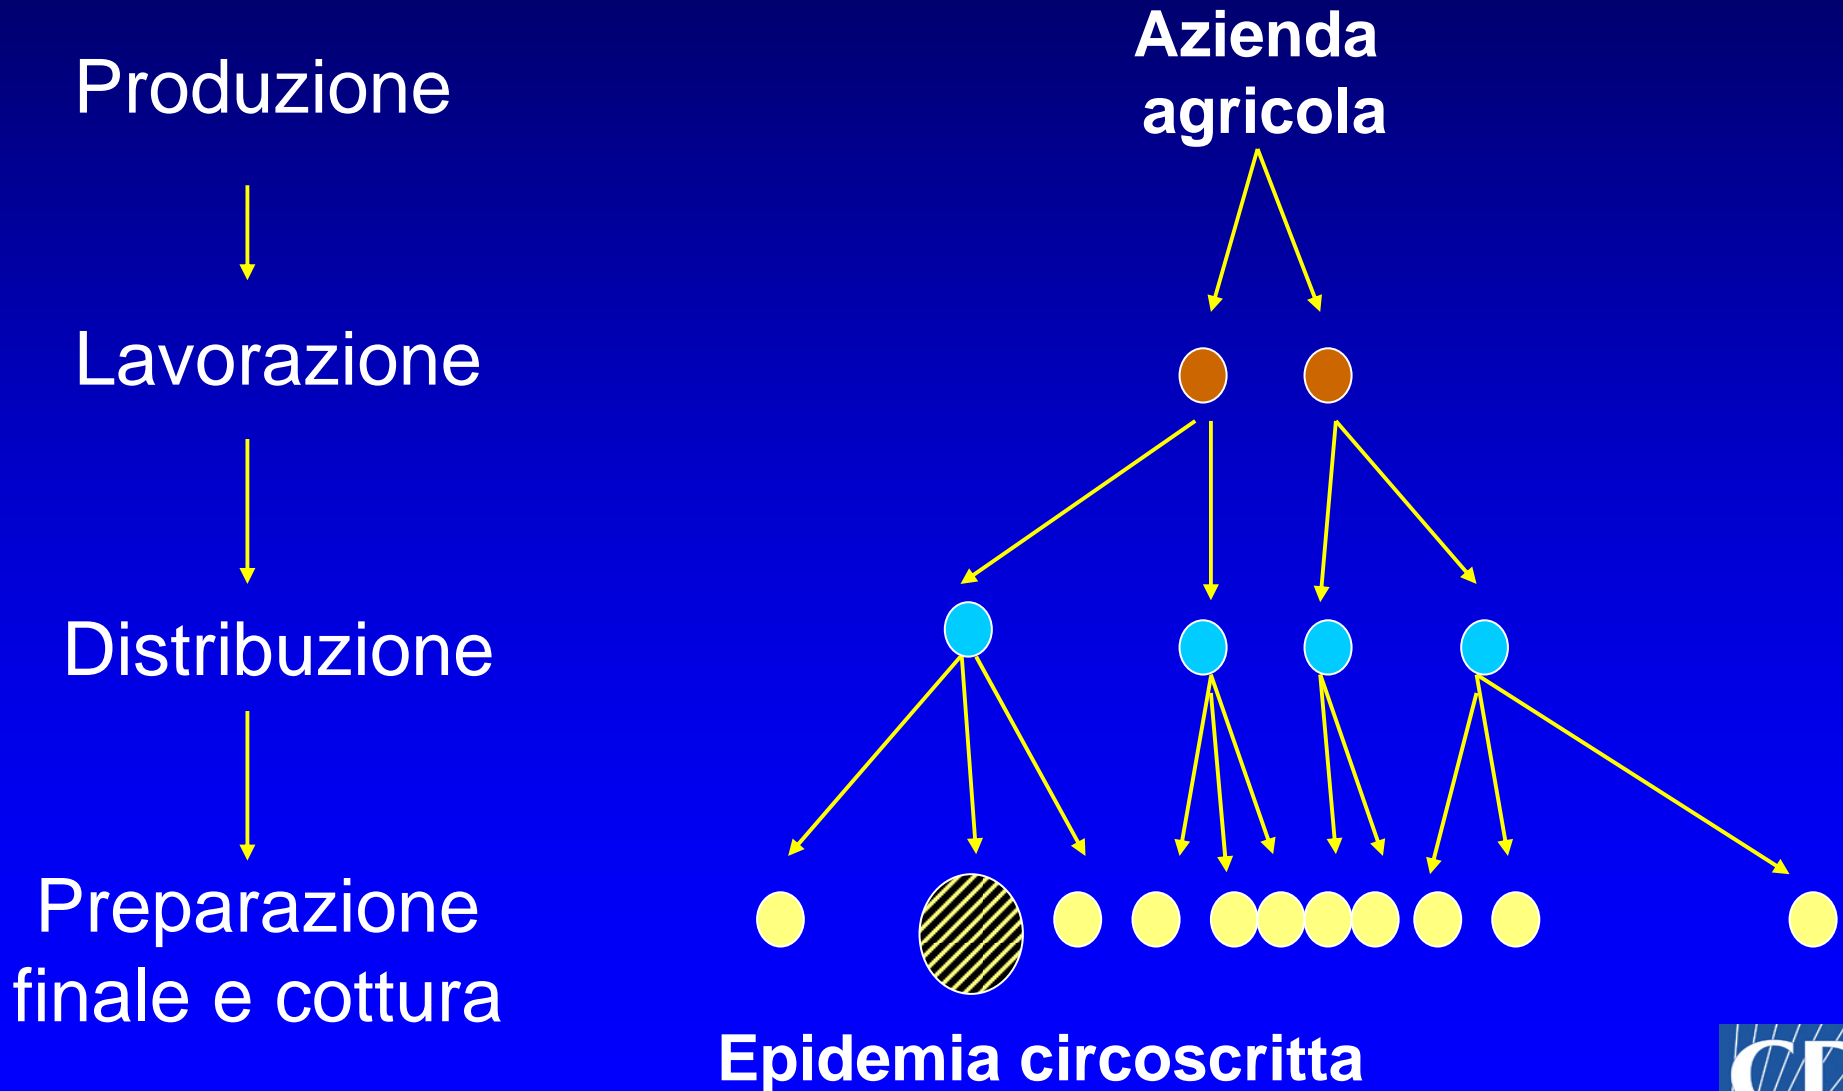 Produzione
Lavorazione
Distribuzione
Preparazione
finale e cottura
Azienda
agricola
Epidemia circoscritta